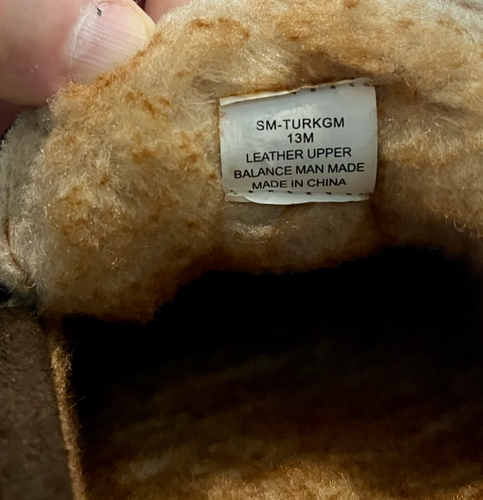 SM-TURKGM
13M
LEATHER UPPER
BALANCE MAN MADE
MADE IN CHINA